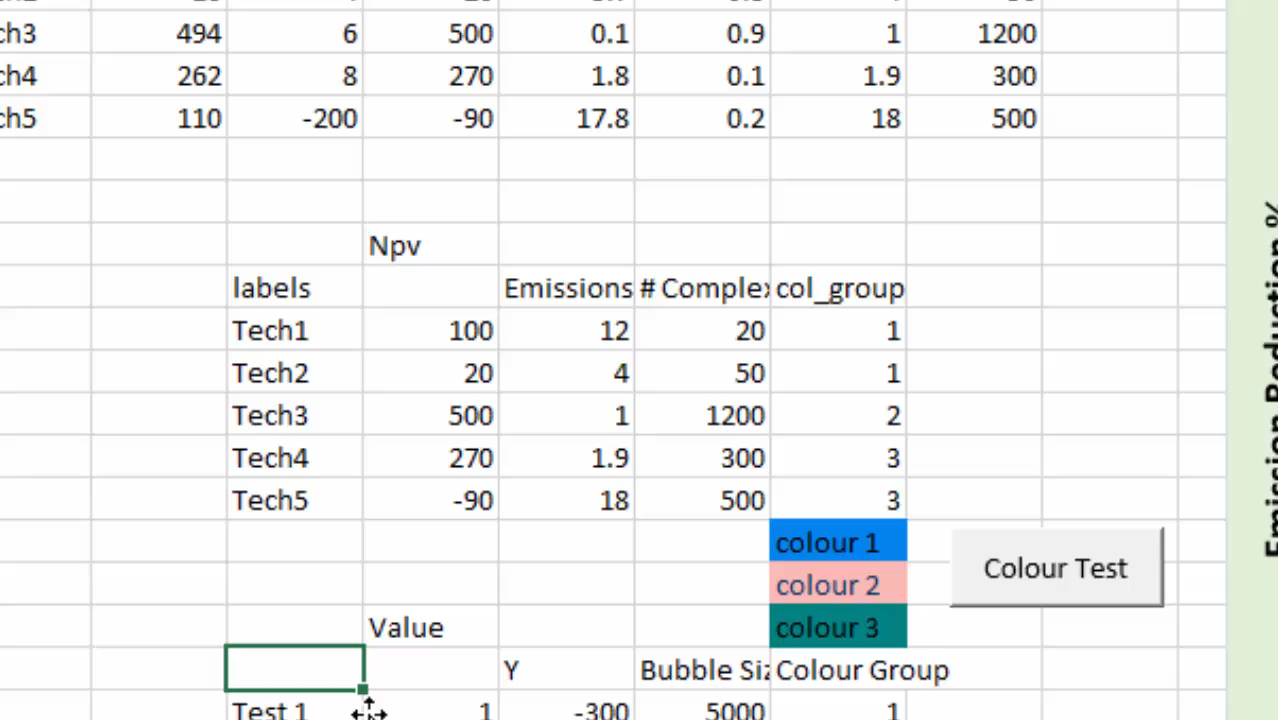 ch3 494 6 500 0.1 0.9 1 1200
ch4 262 8 270 1.8 0.1 1.9 300
ch5 110 -200 -90 17.8 0.2 18 500
Npv
labels Emissions # Complex col_group
Tech1 100 12 20 1
Tech2 20 4 50 1
Tech3 500 1 1200 2
Tech4 270 1.9 300 3
Tech5 -90 18 500 3
colour 1
colour 2
colour 3
Colour Test
Value
Y Bubble Siz Colour Group
Test 1 1 -300 5000 1
Emission Reduction %